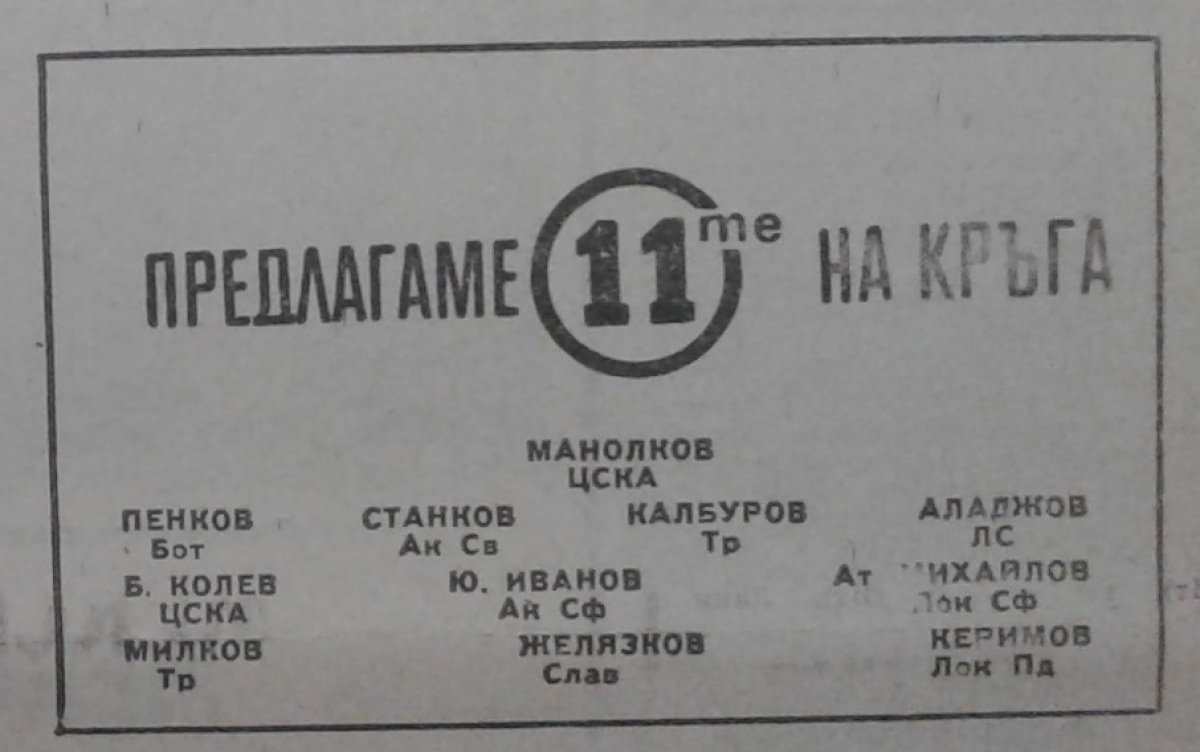 ПРЕДЛАГАМЕ 11те НА КРЪГА
МАНОЛКОВ
ЦСКА
ПЕНКОВ СТАНКОВ КАЛБУРОВ АЛАДЖОВ
Бот Ак Св Тр ЛС
Б. КОЛЕВ Ю. ИВАНОВ Ат МИХАЙЛОВ
ЦСКА Ак Сф Лок Сф
МИЛКОВ ЖЕЛЯЗКОВ КЕРИМОВ
Тр Слав Лок Пд